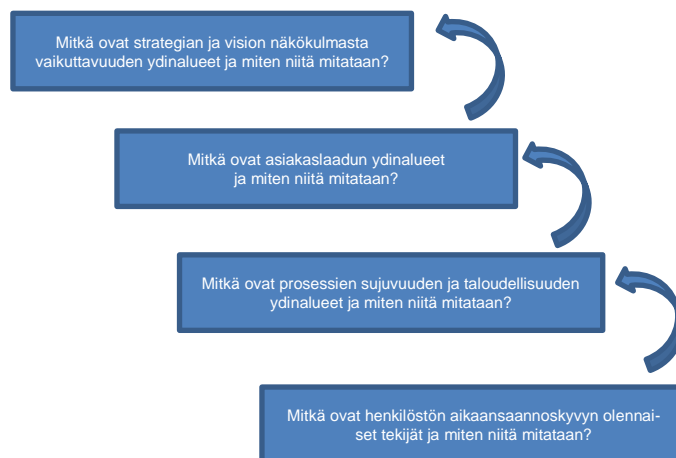 Mitkä ovat strategian ja vision näkökulmasta
vaikuttavuuden ydinalueet ja miten niitä mitataan?
Mitkä ovat asiakaslaadun ydinalueet
ja miten niitä mitataan?
Mitkä ovat prosessien sujuvuuden ja taloudellisuuden
ydinalueet ja miten niitä mitataan?
Mitkä ovat henkilöstön aikaansaannoskyvyn olennai-
set tekijät ja miten niitä mitataan?